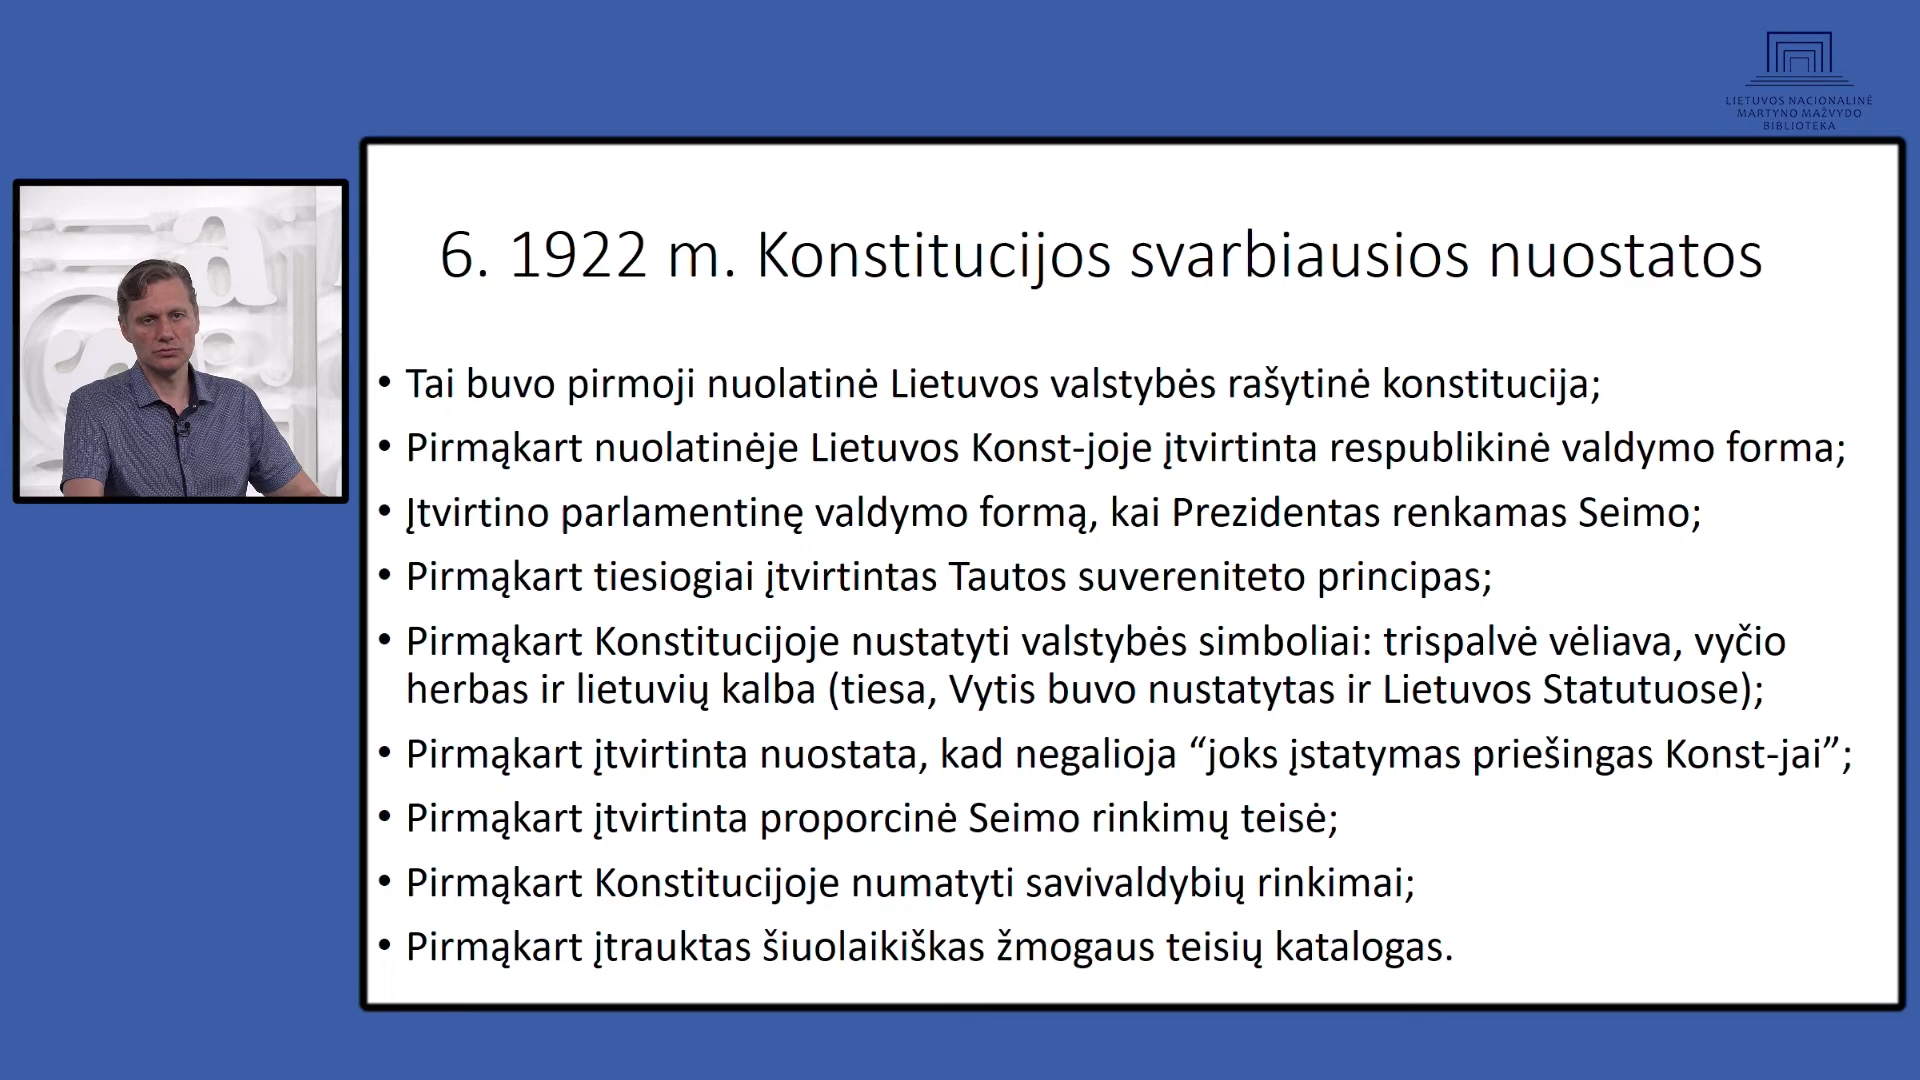 LIETUVOS NACIONALINĖ
MARTYNO MAŽVYDO
BIBLIOTEKA
6. 1922 m. Konstitucijos svarbiausios nuostatos
• Tai buvo pirmoji nuolatinė Lietuvos valstybės rašytinė konstitucija;
• Pirmąkart nuolatinėje Lietuvos Konst-joje įtvirtinta respublikinė valdymo forma;
• Įtvirtino parlamentinę valdymo formą, kai Prezidentas renkamas Seimo;
• Pirmąkart tiesiogiai įtvirtintas Tautos suvereniteto principas;
• Pirmąkart Konstitucijoje nustatyti valstybės simboliai: trispalvė vėliava, vyčio
herbas ir lietuvių kalba (tiesa, Vytis buvo nustatytas ir Lietuvos Statutuose);
• Pirmąkart įtvirtinta nuostata, kad negalioja “joks įstatymas priešingas Konst-jai”;
• Pirmąkart įtvirtinta proporcinė Seimo rinkimų teisė;
• Pirmąkart Konstitucijoje numatyti savivaldybių rinkimai;
• Pirmąkart įtrauktas šiuolaikiškas žmogaus teisių katalogas.